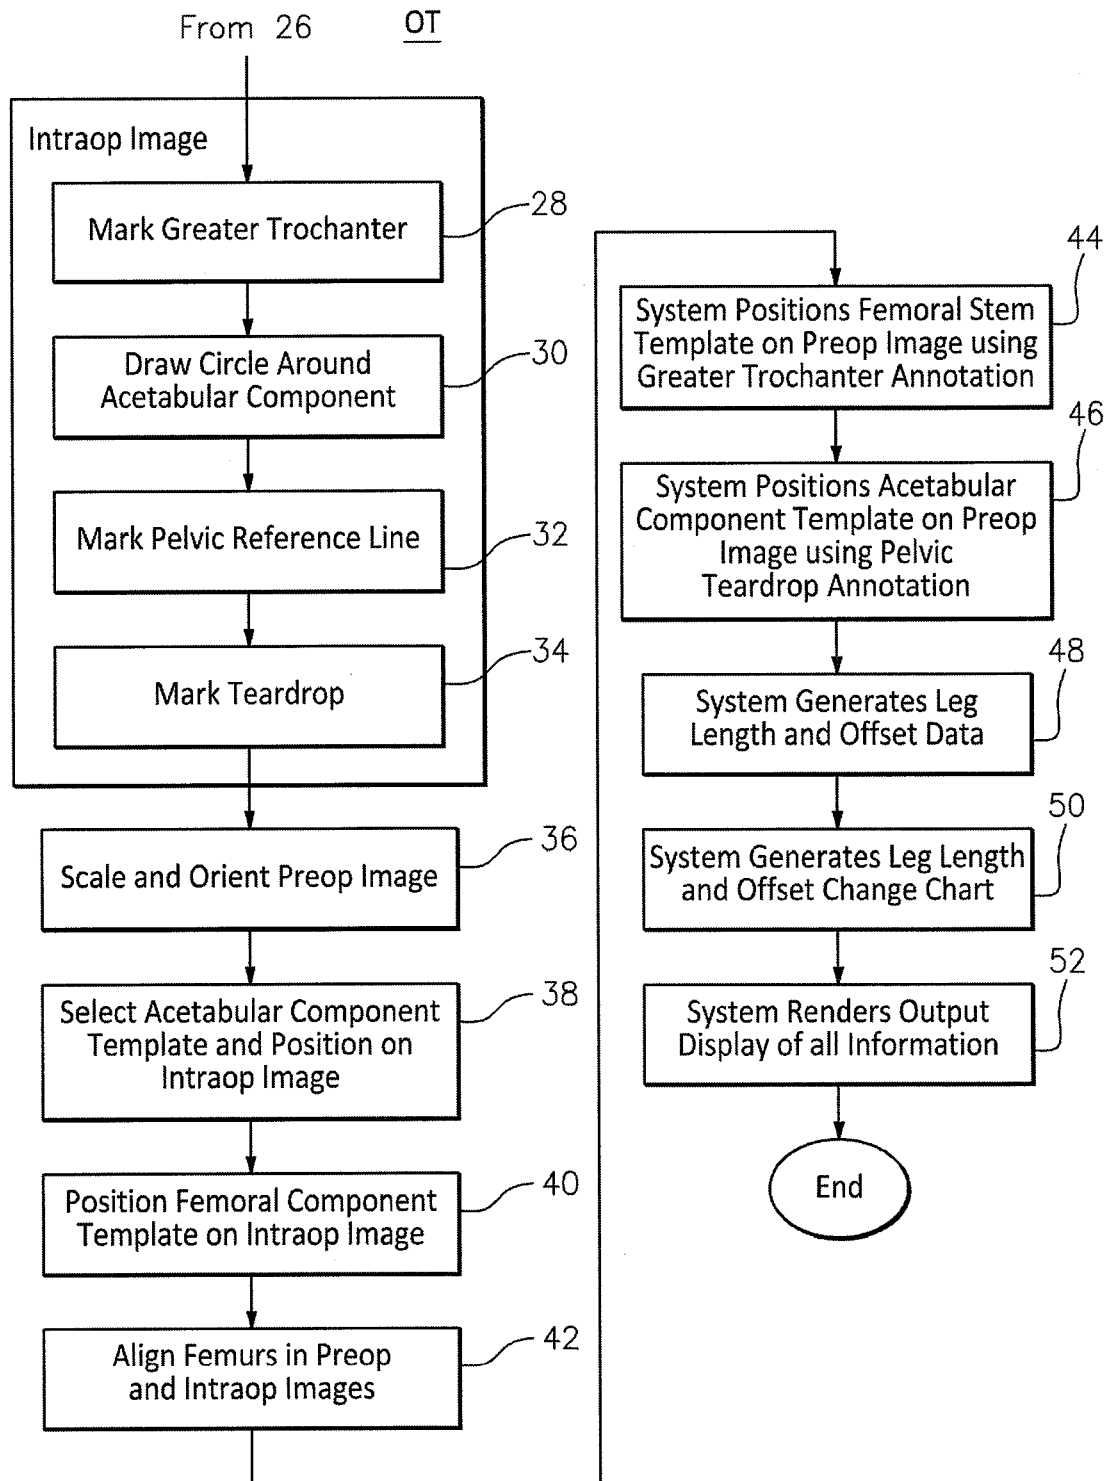 From 26
OT
Intraop Image
Mark Greater Trochanter
28
Draw Circle Around
Acetabular Component
30
Mark Pelvic Reference Line
32
Mark Teardrop
34
Scale and Orient Preop Image
36
Select Acetabular Component
Template and Position on
Intraop Image
38
Position Femoral Component
Template on Intraop Image
40
Align Femurs in Preop
and Intraop Images
42
System Positions Femoral Stem
Template on Preop Image using
Greater Trochanter Annotation
44
System Positions Acetabular
Component Template on Preop
Image using Pelvic
Teardrop Annotation
46
System Generates Leg
Length and Offset Data
48
System Generates Leg Length
and Offset Change Chart
50
System Renders Output
Display of all Information
52
End